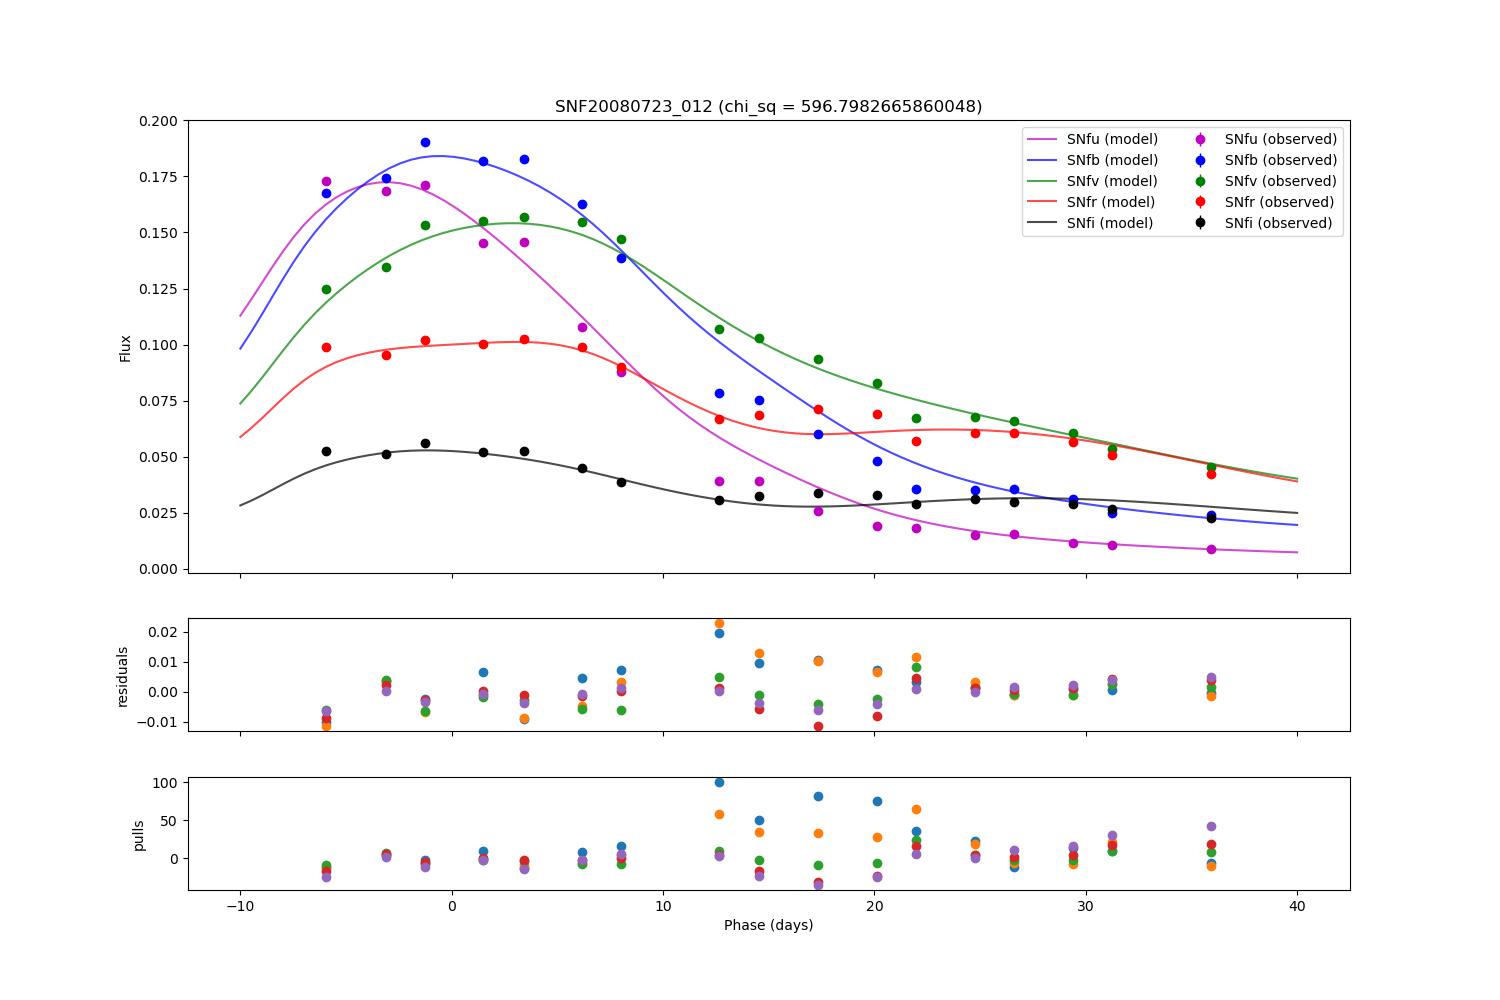 SNF20080723_012 (chi_sq = 596.7982665860048)
0.200
0.175
0.150
0.125
0.100
0.075
0.050
0.025
0.000
Flux
SNfu (model)
SNfb (model)
SNfv (model)
SNfr (model)
SNfi (model)
SNfu (observed)
SNfb (observed)
SNfv (observed)
SNfr (observed)
SNfi (observed)
0.02
0.01
0.00
−0.01
residuals
100
50
0
pulls
−10 0 10 20 30 40
Phase (days)